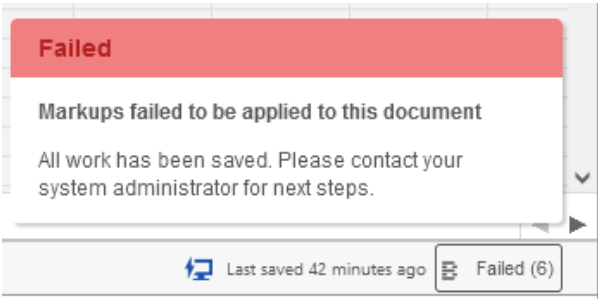 Failed
Markups failed to be applied to this document
All work has been saved. Please contact your
system administrator for next steps.
Last saved 42 minutes ago
Failed (6)